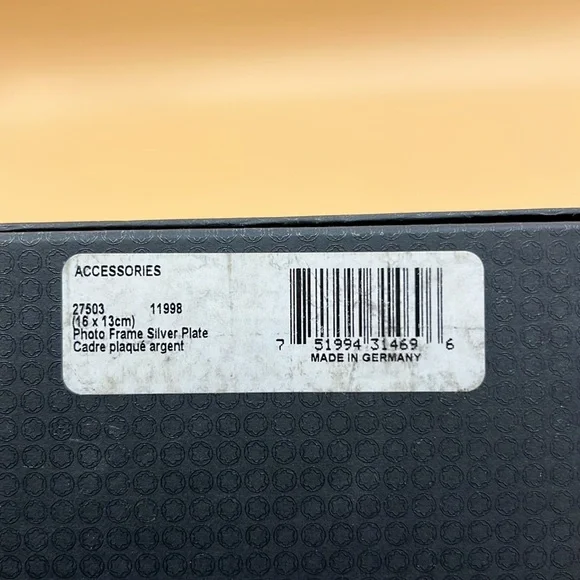 ACCESSORIES
27503 11998
(16 x 13cm)
Photo Frame Silver Plate
Cadre plaqué argent
7 51994 31469 6
MADE IN GERMANY